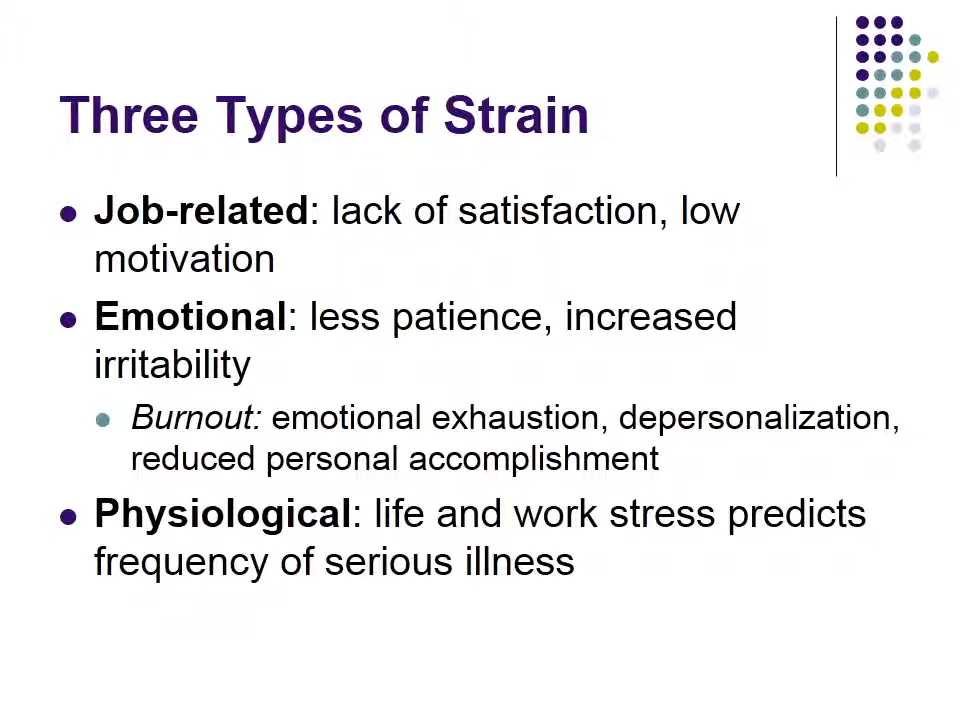 Three Types of Strain
Job-related: lack of satisfaction, low
motivation
Emotional: less patience, increased
irritability
Burnout: emotional exhaustion, depersonalization,
reduced personal accomplishment
Physiological: life and work stress predicts
frequency of serious illness